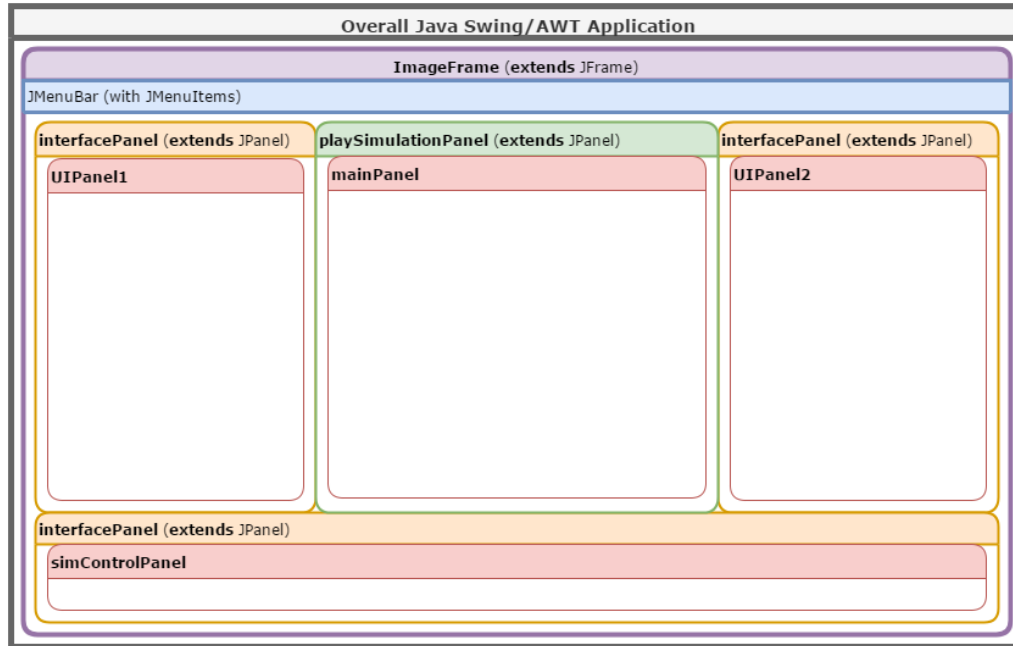 Overall Java Swing/AWT Application
ImageFrame (extends JFrame)
JMenuBar (with JMenuItems)
interfacePanel (extends JPanel)
playSimulationPanel (extends JPanel)
interfacePanel (extends JPanel)
UIPanel1
mainPanel
UIPanel2
interfacePanel (extends JPanel)
simControlPanel